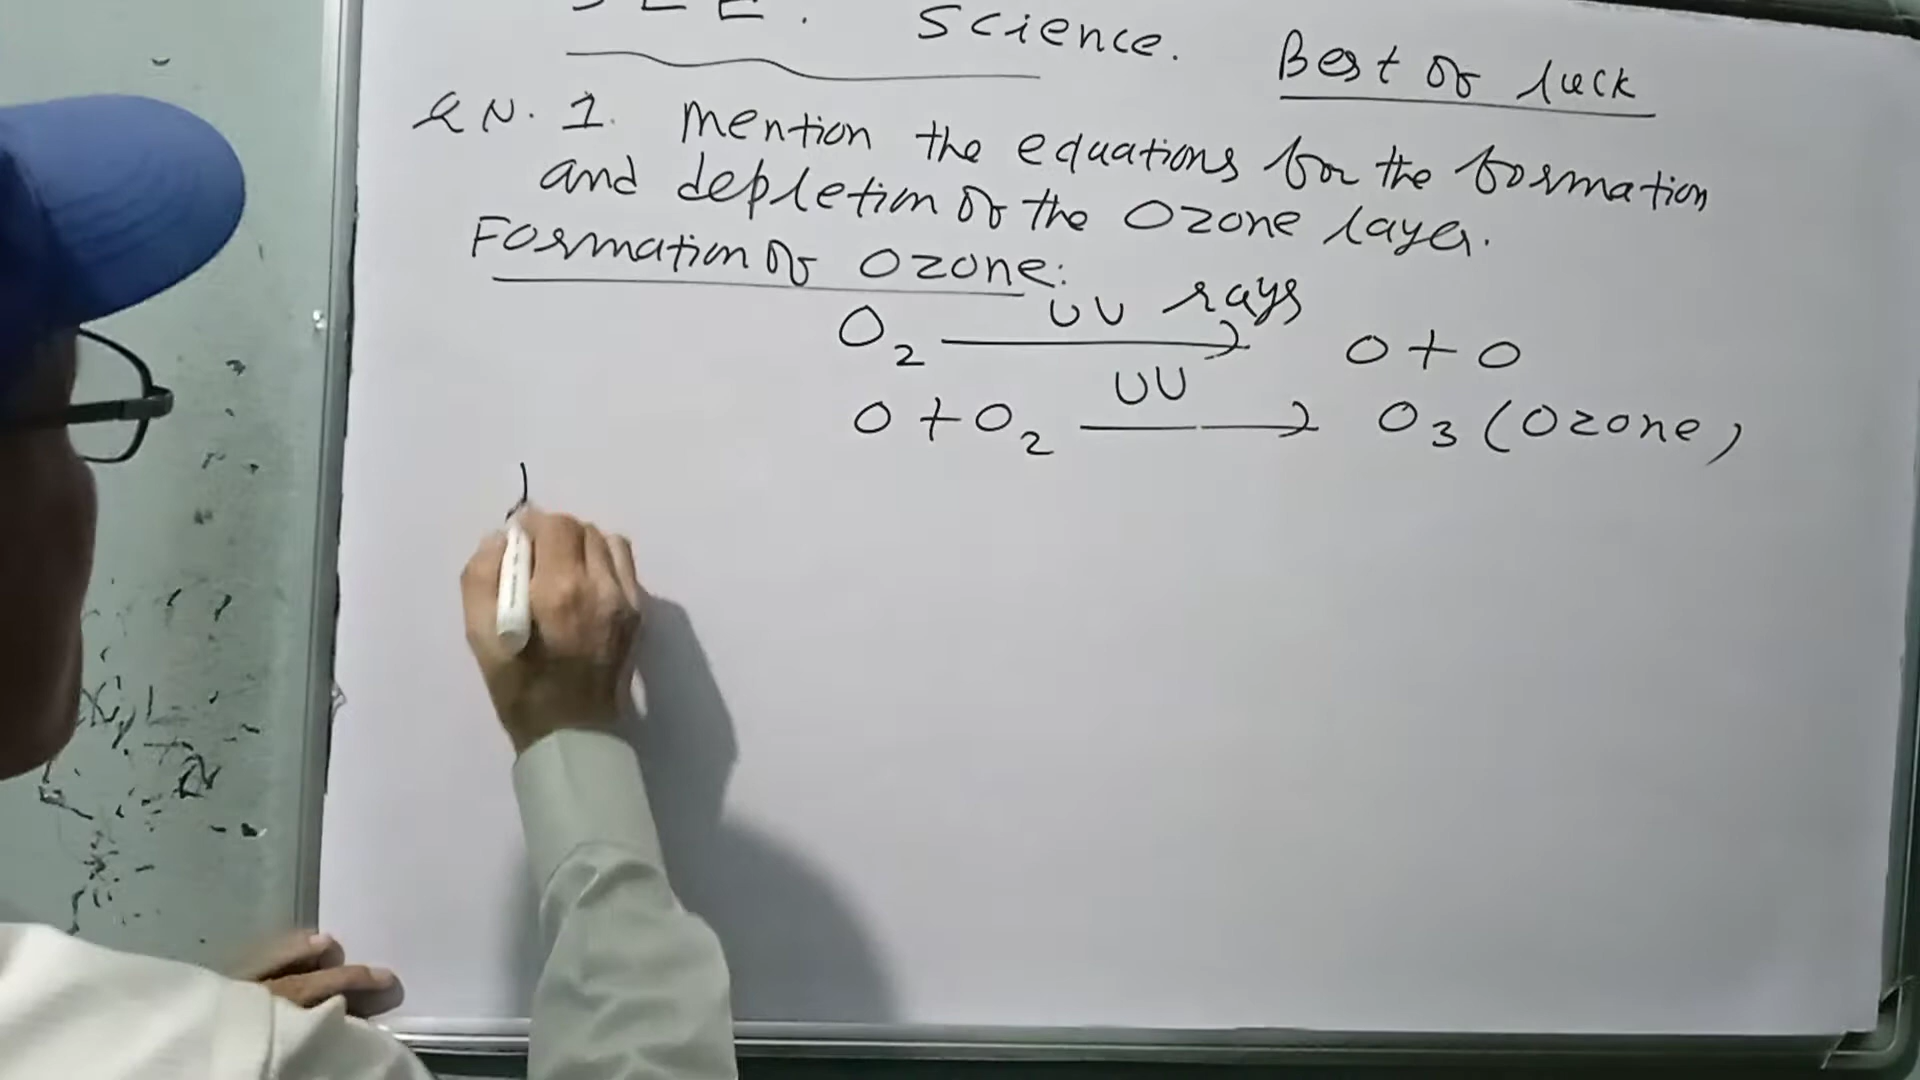 SEE. Science. Best of luck
Q N. 1. Mention the equations for the formation
and depletion of the Ozone layer.
Formation of Ozone:
O₂ —UV rays→ O + O
O + O₂ —UV→ O₃ (Ozone)